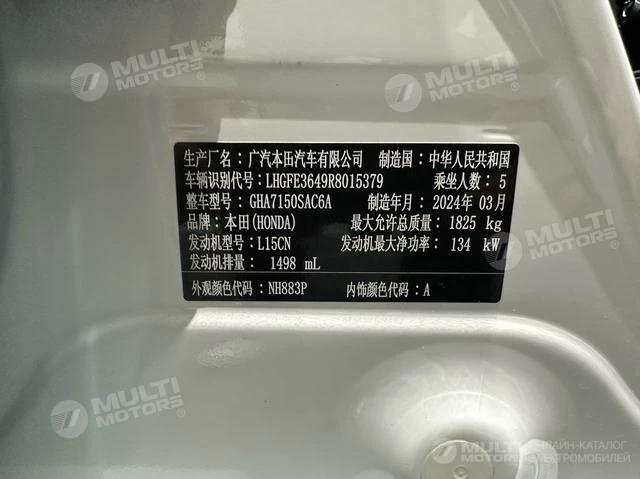 MULTI
MOTORS®
MULTI
MOTORS®
生产厂名：广汽本田汽车有限公司 制造国：中华人民共和国
车辆识别代号：LHGFE3649R8015379 乘坐人数：5
整车型号：GHA7150SAC6A 制造年月：2024年 03月
品牌：本田(HONDA) 最大允许总质量：1825 kg
发动机型号：L15CN 发动机最大净功率：134 kW
发动机排量：1498 mL
外观颜色代码：NH883P 内饰颜色代码：A
MULTI
MOTORS®
MULTI
MOTORS
ОНЛАЙН-КАТАЛОГ
ЭЛЕКТРОМОБИЛЕЙ